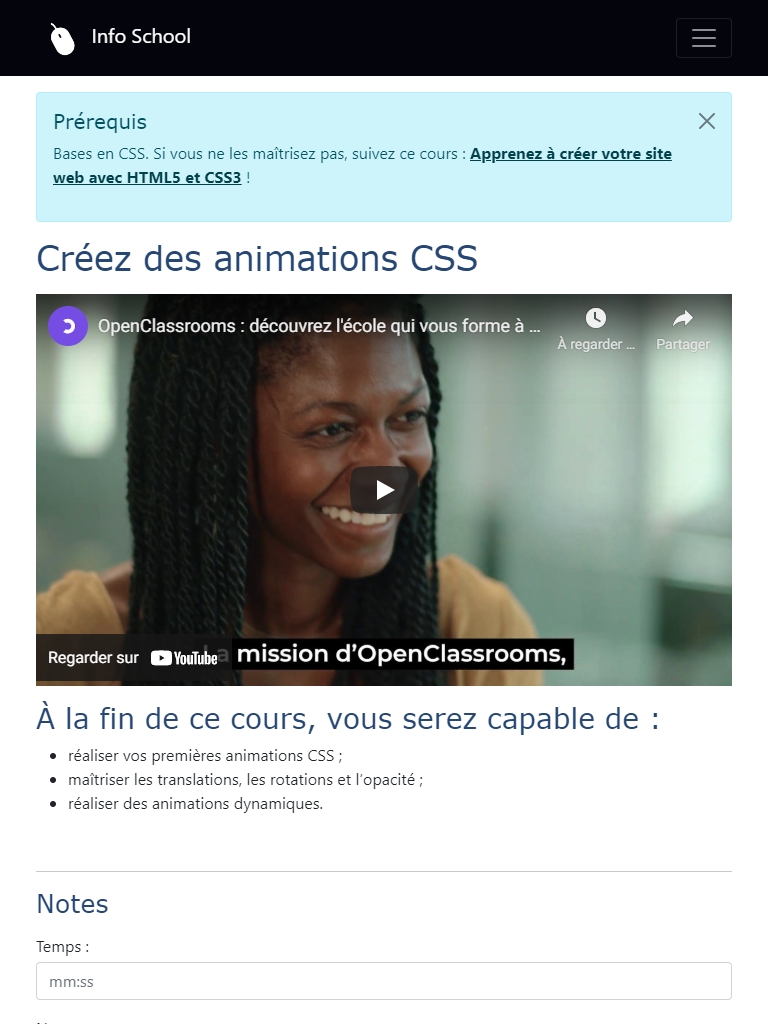 Info School
Prérequis
Bases en CSS. Si vous ne les maîtrisez pas, suivez ce cours : Apprenez à créer votre site
web avec HTML5 et CSS3 !
Créez des animations CSS
OpenClassrooms : découvrez l'école qui vous forme à ...
À regarder ...
Partager
Regarder sur YouTube
mission d’OpenClassrooms,
À la fin de ce cours, vous serez capable de :
réaliser vos premières animations CSS ;
maîtriser les translations, les rotations et l’opacité ;
réaliser des animations dynamiques.
Notes
Temps :
mm:ss